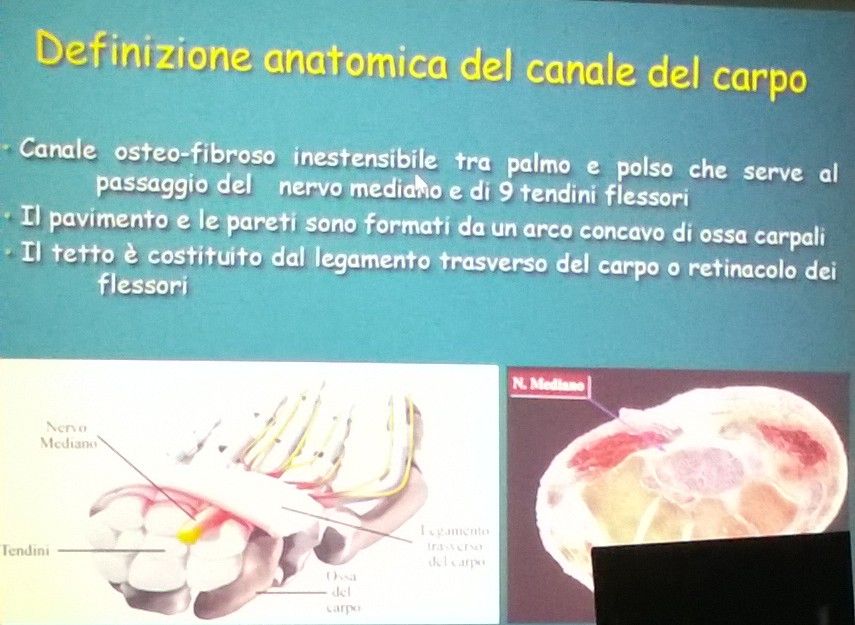 Definizione anatomica del canale del carpo
• Canale osteo-fibroso inestensibile tra palmo e polso che serve al
passaggio del nervo mediano e di 9 tendini flessori
• Il pavimento e le pareti sono formati da un arco concavo di ossa carpali
• Il tetto è costituito dal legamento trasverso del carpo o retinacolo dei
flessori
Nervo
Mediano
Tendini
Legamento
trasverso
del carpo
Ossa
del
carpo
N. Mediano